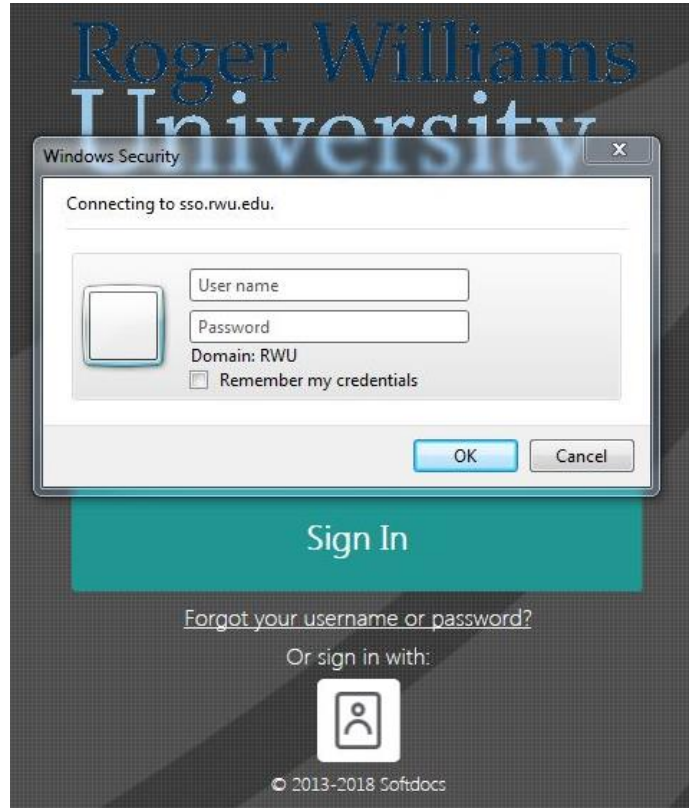 Roger Williams
University
Windows Security
x
Connecting to sso.rwu.edu.
User name
Password
Domain: RWU
Remember my credentials
OK
Cancel
Sign In
Forgot your username or password?
Or sign in with:
© 2013-2018 Softdocs